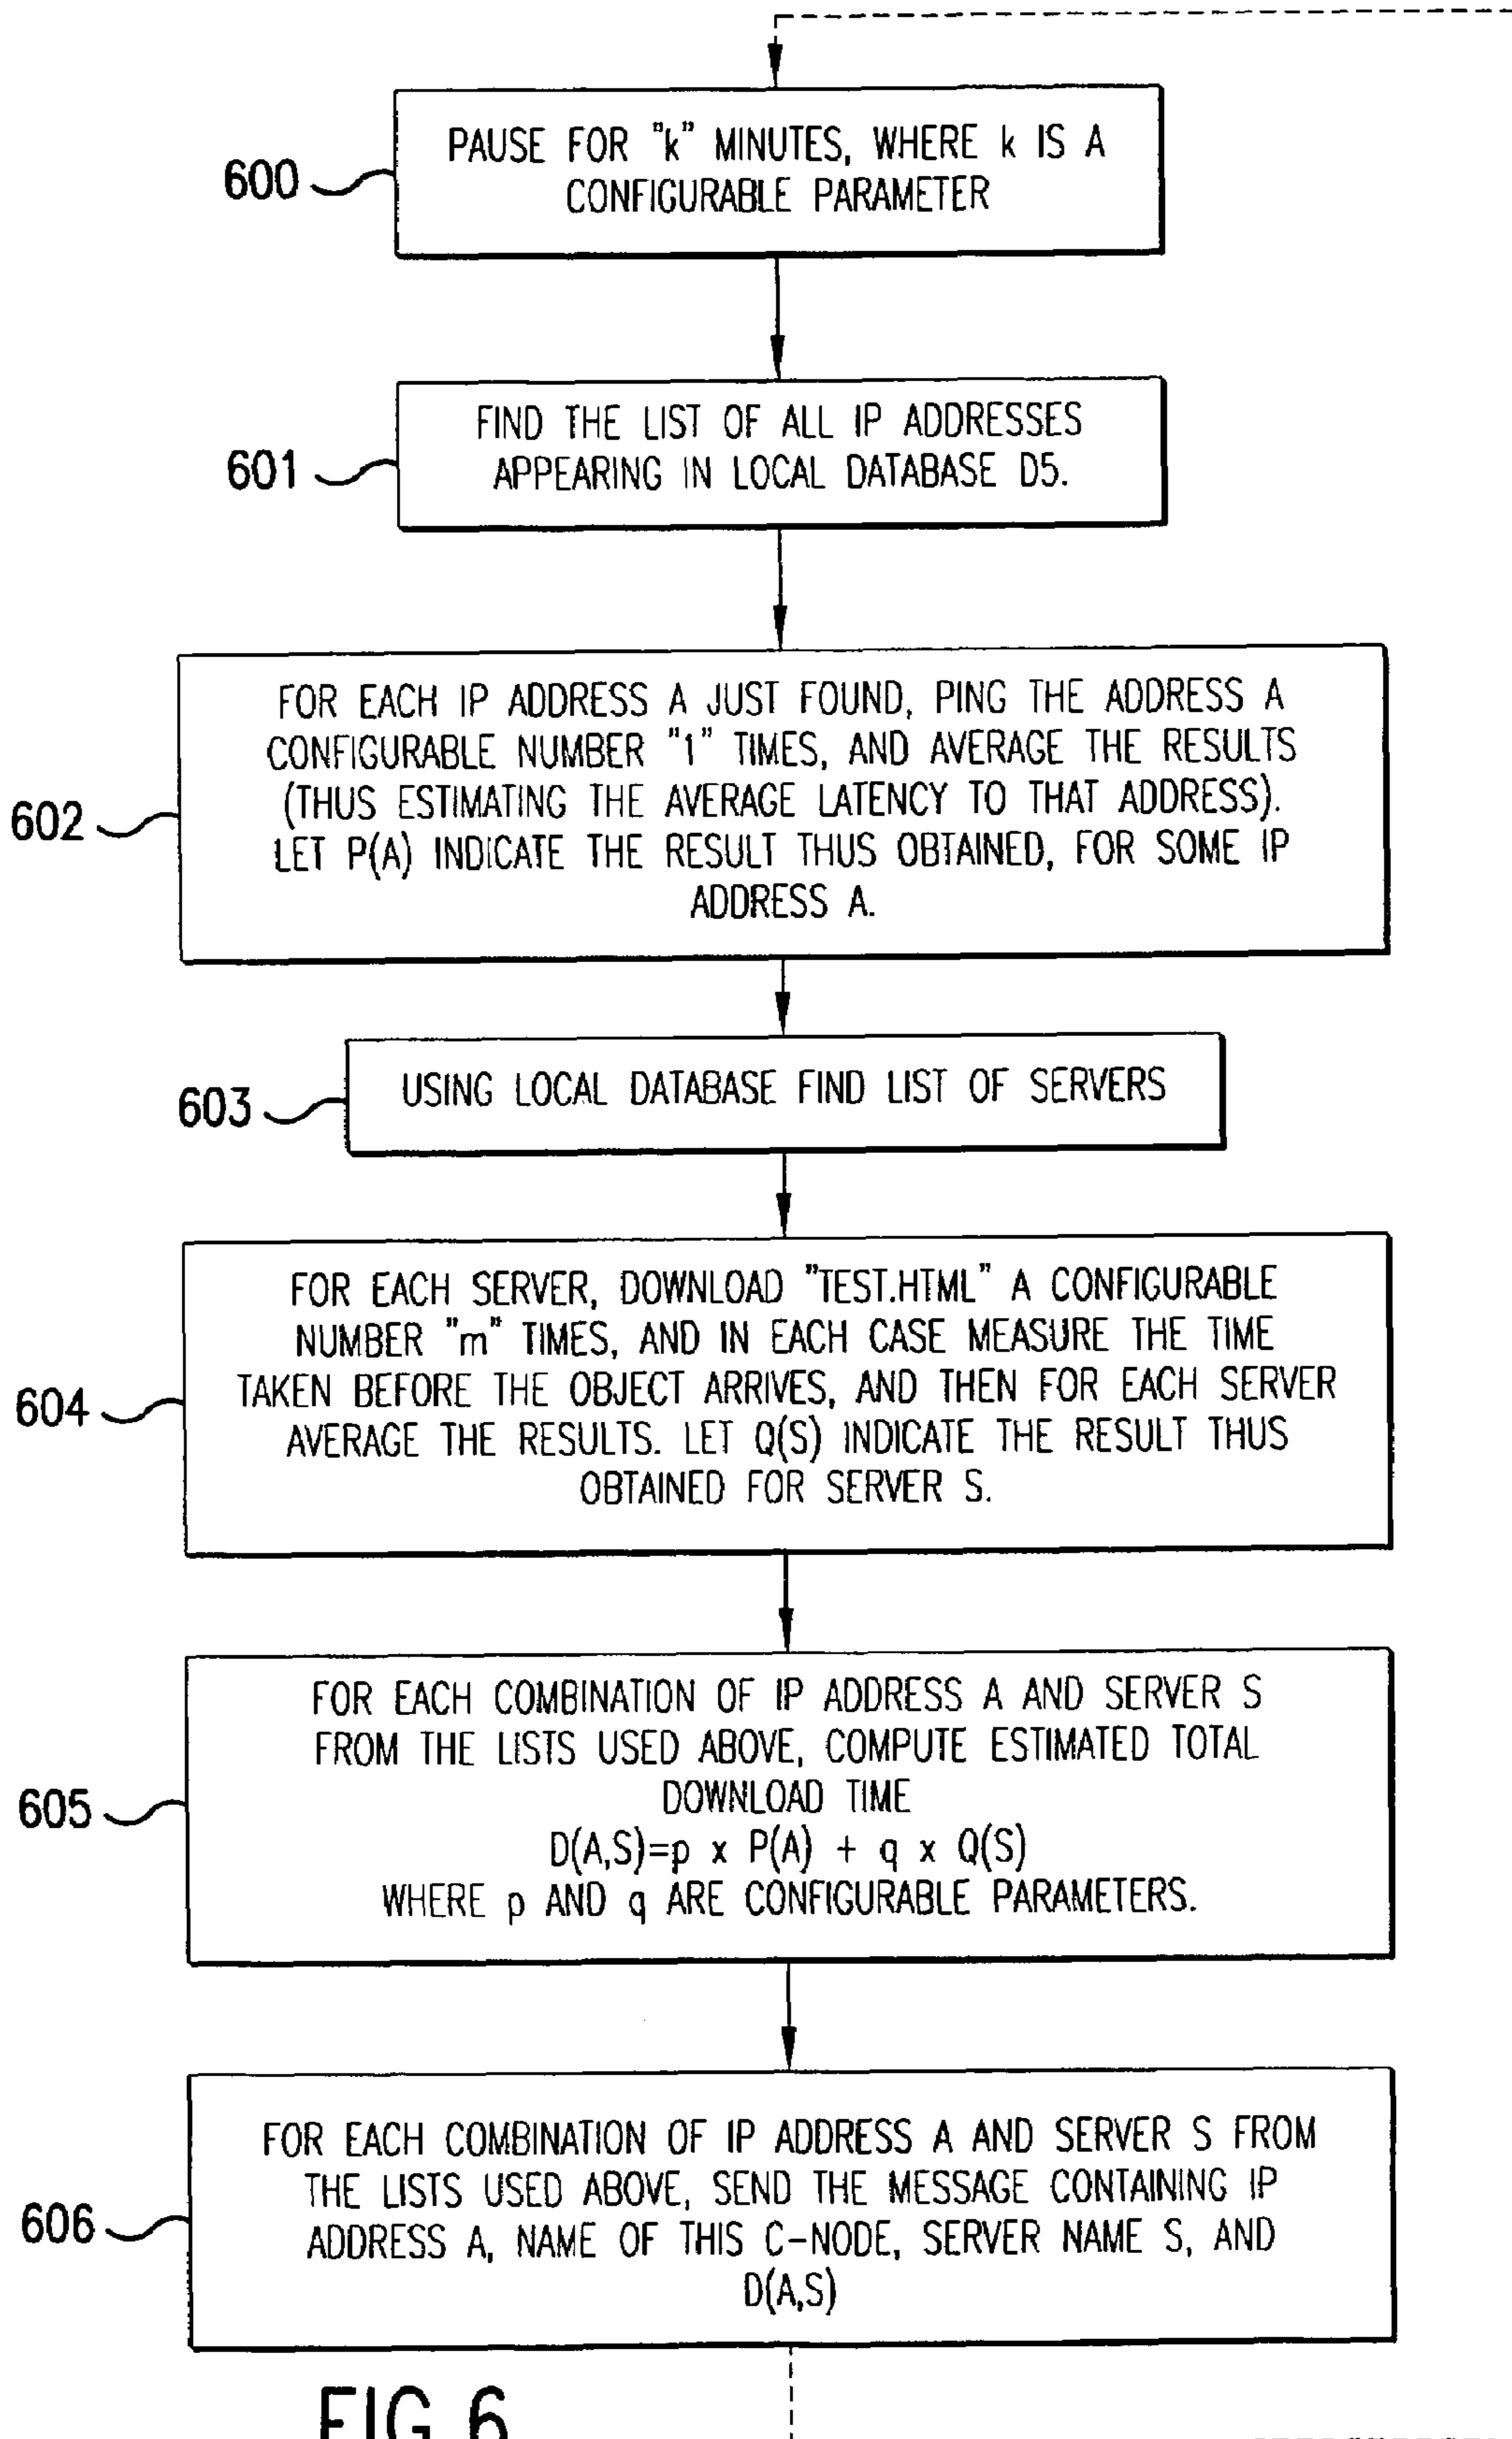 600
PAUSE FOR "k" MINUTES, WHERE k IS A
CONFIGURABLE PARAMETER
601
FIND THE LIST OF ALL IP ADDRESSES
APPEARING IN LOCAL DATABASE D5.
602
FOR EACH IP ADDRESS A JUST FOUND, PING THE ADDRESS A
CONFIGURABLE NUMBER "1" TIMES, AND AVERAGE THE RESULTS
(THUS ESTIMATING THE AVERAGE LATENCY TO THAT ADDRESS).
LET P(A) INDICATE THE RESULT THUS OBTAINED, FOR SOME IP
ADDRESS A.
603
USING LOCAL DATABASE FIND LIST OF SERVERS
604
FOR EACH SERVER, DOWNLOAD "TEST.HTML" A CONFIGURABLE
NUMBER "m" TIMES, AND IN EACH CASE MEASURE THE TIME
TAKEN BEFORE THE OBJECT ARRIVES, AND THEN FOR EACH SERVER
AVERAGE THE RESULTS. LET Q(S) INDICATE THE RESULT THUS
OBTAINED FOR SERVER S.
605
FOR EACH COMBINATION OF IP ADDRESS A AND SERVER S
FROM THE LISTS USED ABOVE, COMPUTE ESTIMATED TOTAL
DOWNLOAD TIME
D(A,S)=p x P(A) + q x Q(S)
WHERE p AND q ARE CONFIGURABLE PARAMETERS.
606
FOR EACH COMBINATION OF IP ADDRESS A AND SERVER S FROM
THE LISTS USED ABOVE, SEND THE MESSAGE CONTAINING IP
ADDRESS A, NAME OF THIS C-NODE, SERVER NAME S, AND
D(A,S)
FIG 6